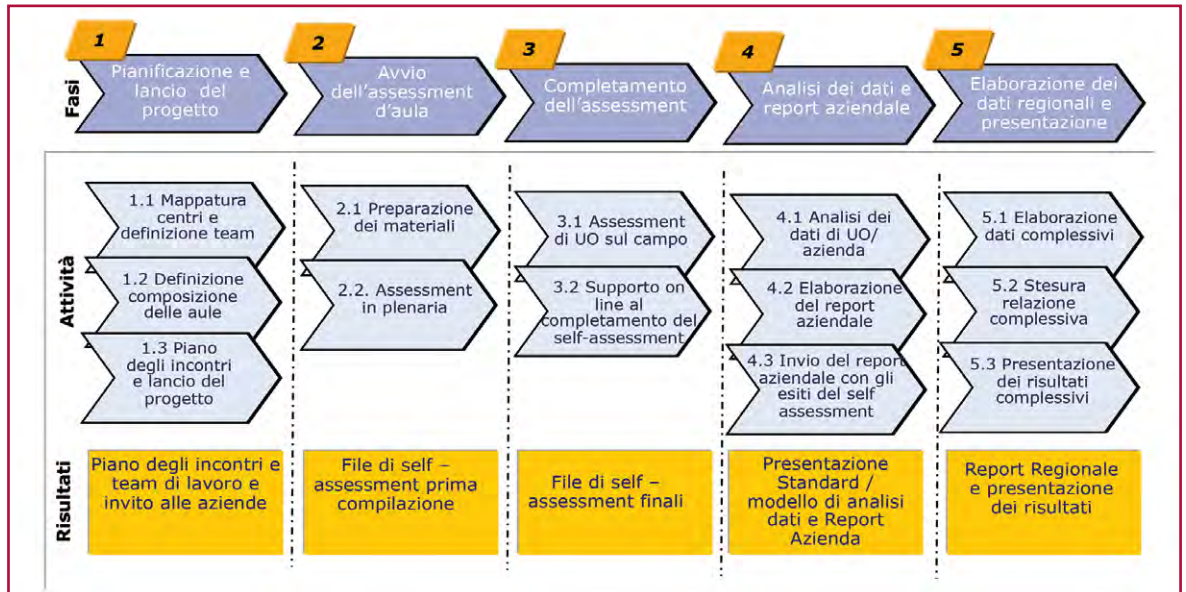 1
Pianificazione e
lancio del
progetto
2
Avvio
dell'assessment
d'aula
3
Completamento
dell'assessment
4
Analisi dei dati e
report aziendale
5
Elaborazione dei
dati regionali e
presentazione
Fasi
Attività
1.1 Mappatura
centri e
definizione team
1.2 Definizione
composizione
delle aule
1.3 Piano
degli incontri
e lancio del
progetto
2.1 Preparazione
dei materiali
2.2. Assessment
in plenaria
3.1 Assessment
di UO sul campo
3.2 Supporto on
line al
completamento del
self-assessment
4.1 Analisi dei
dati di UO/
azienda
4.2 Elaborazione
del report
aziendale
4.3 Invio del report
aziendale con gli
esiti del self
assessment
5.1 Elaborazione
dati complessivi
5.2 Stesura
relazione
complessiva
5.3 Presentazione
dei risultati
complessivi
Risultati
Piano degli incontri e
team di lavoro e
invito alle aziende
File di self –
assessment prima
compilazione
File di self –
assessment finali
Presentazione
Standard /
modello di analisi
dati e Report
Azienda
Report Regionale
e presentazione
dei risultati